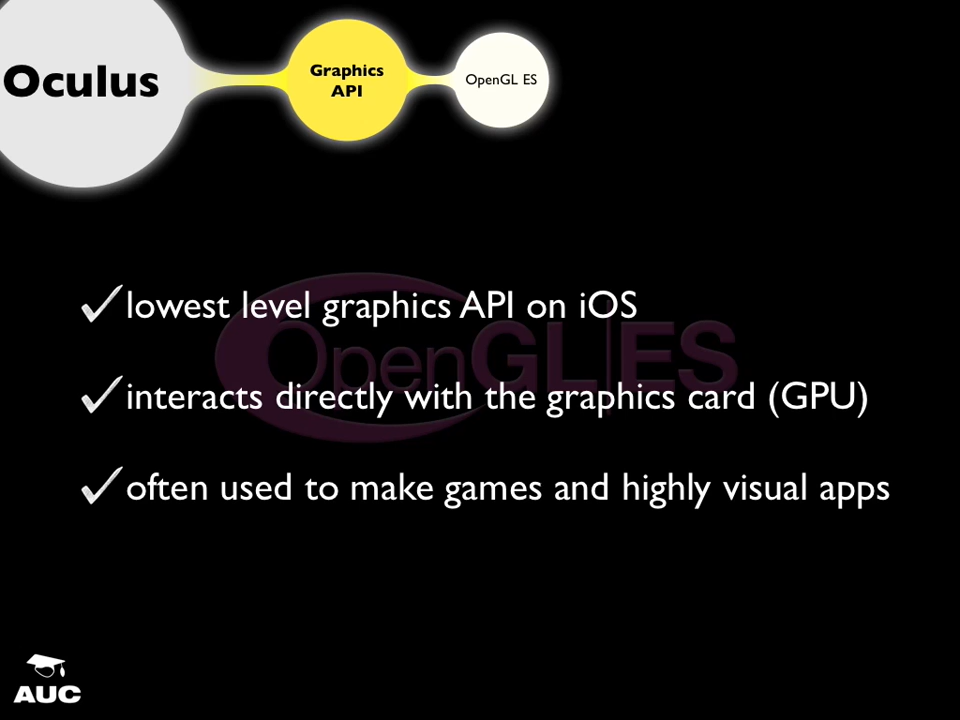 Oculus
Graphics
API
OpenGL ES
lowest level graphics API on iOS
OpenGL|ES
interacts directly with the graphics card (GPU)
often used to make games and highly visual apps
AUC